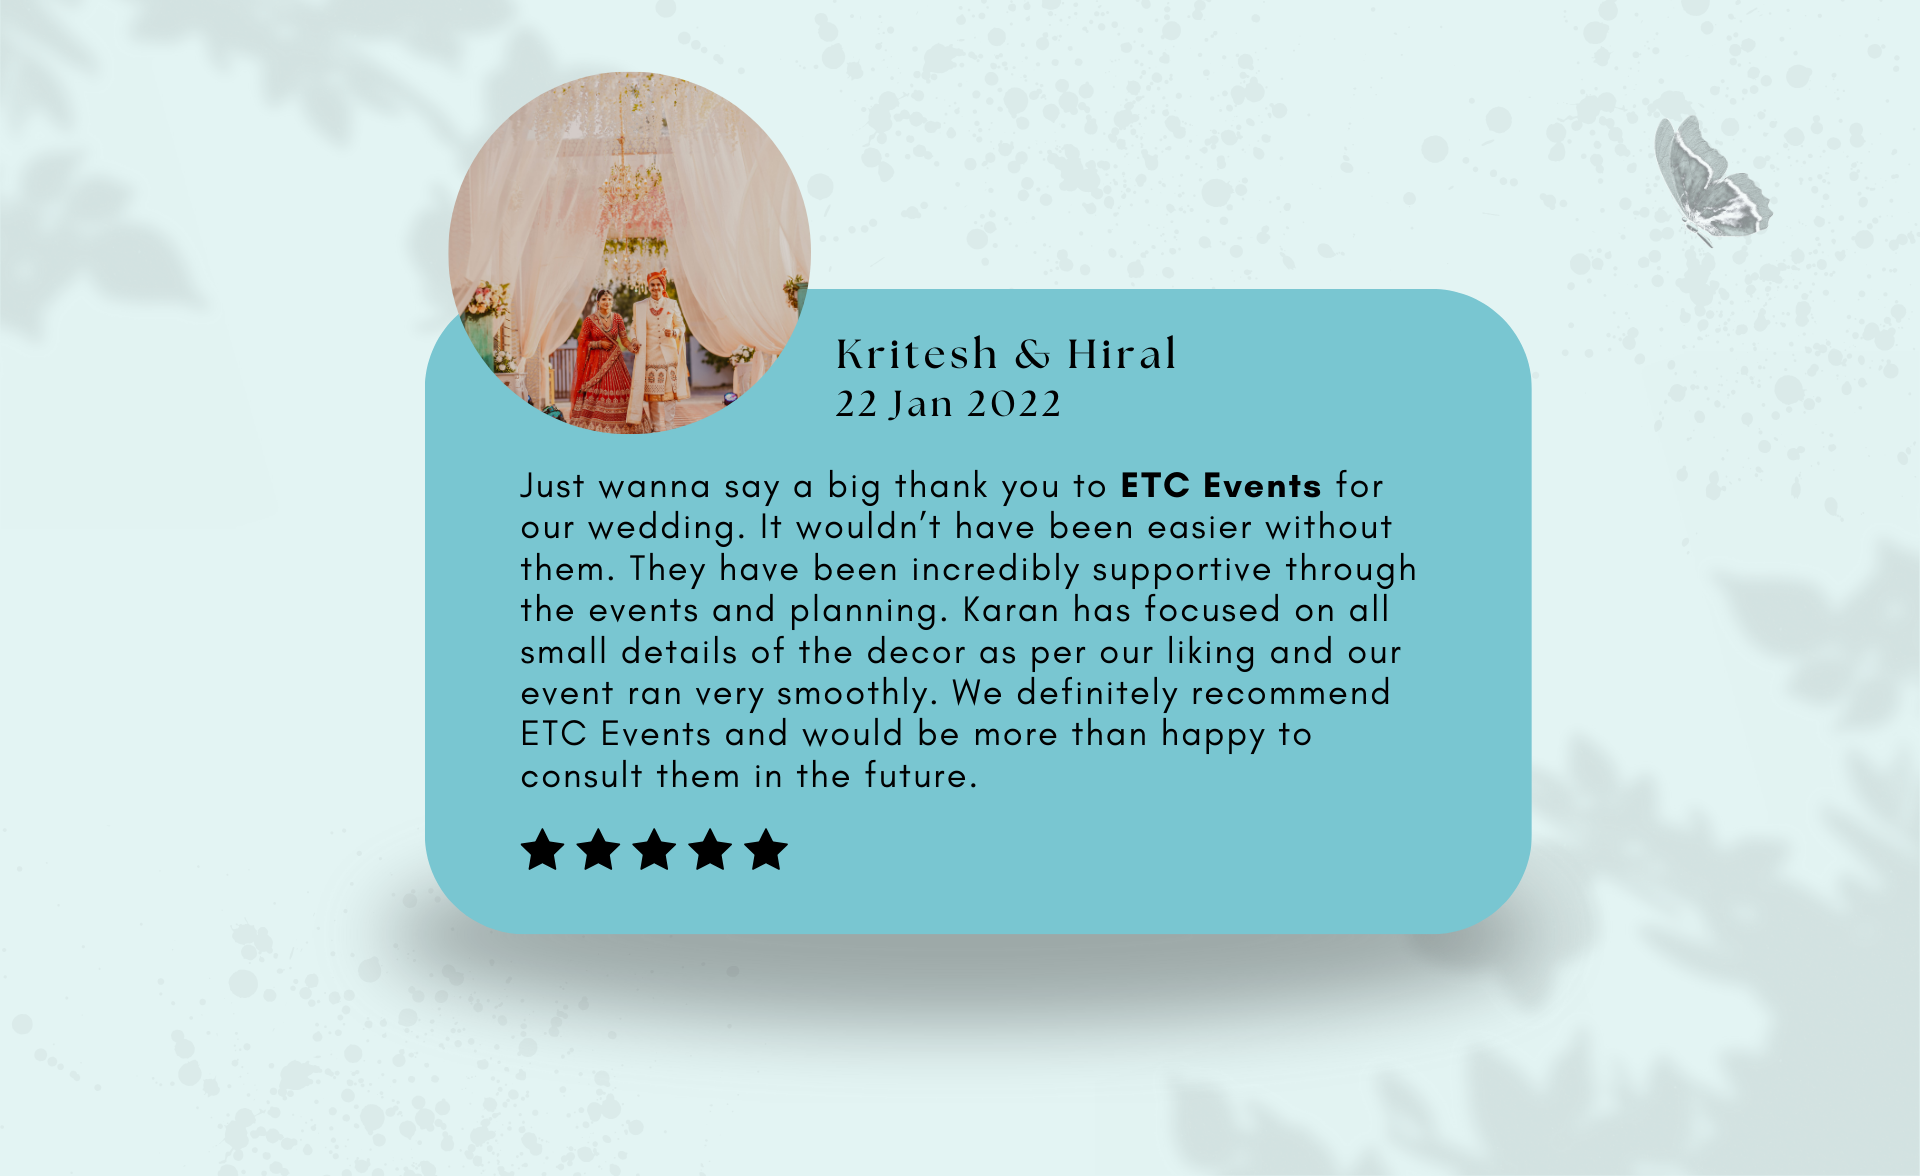 Kritesh & Hiral
22 Jan 2022
Just wanna say a big thank you to ETC Events for
our wedding. It wouldn’t have been easier without
them. They have been incredibly supportive through
the events and planning. Karan has focused on all
small details of the decor as per our liking and our
event ran very smoothly. We definitely recommend
ETC Events and would be more than happy to
consult them in the future.